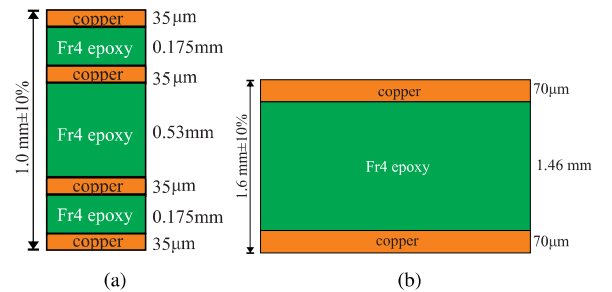 copper 35μm
Fr4 epoxy 0.175mm
copper 35μm
Fr4 epoxy 0.53mm
copper 35μm
Fr4 epoxy 0.175mm
copper 35μm
1.0 mm±10%
(a)
copper 70μm
Fr4 epoxy 1.46 mm
copper 70μm
1.6 mm±10%
(b)